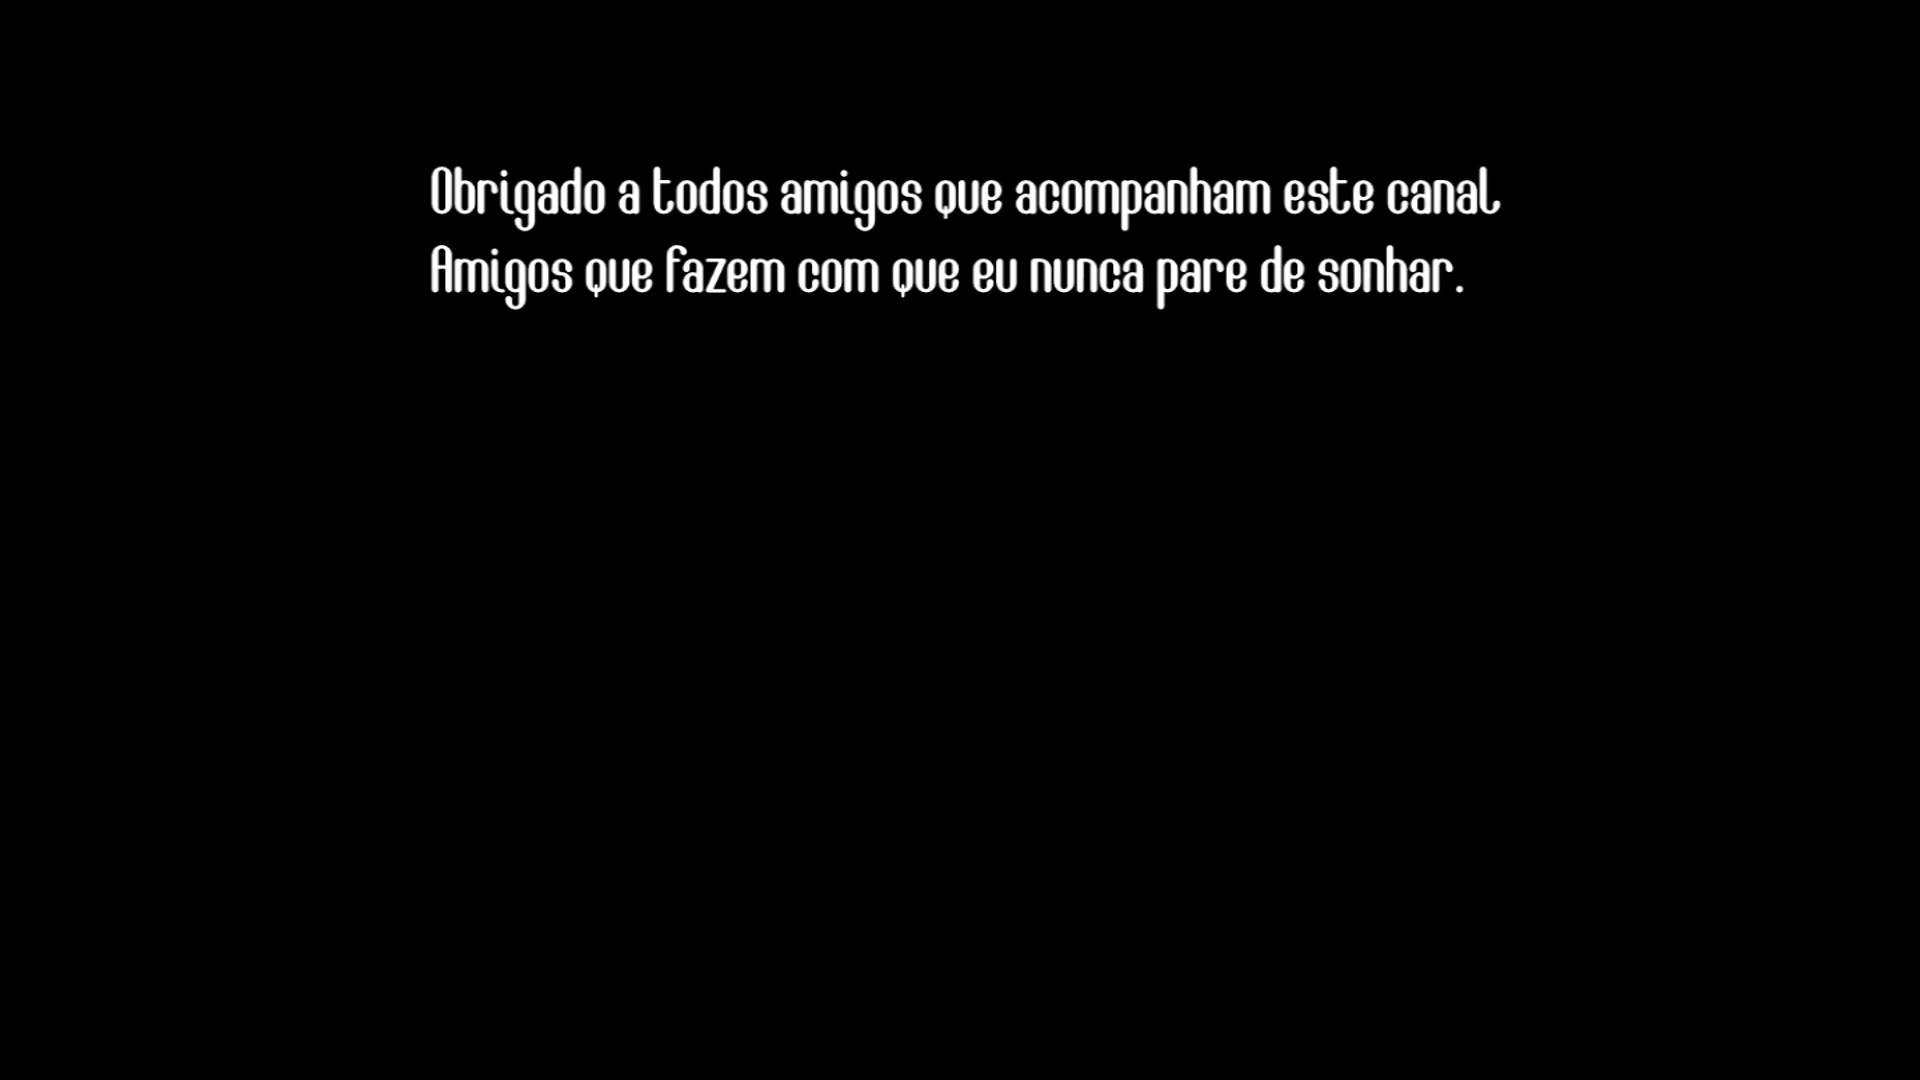 Obrigado a todos amigos que acompanham este canal
Amigos que fazem com que eu nunca pare de sonhar.